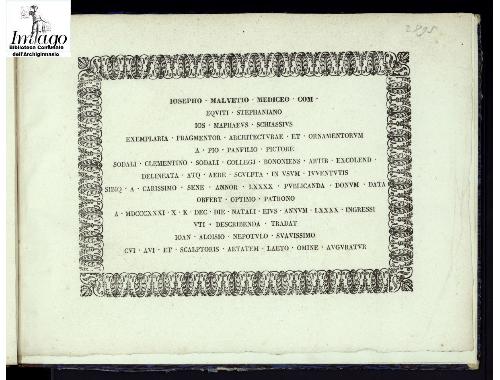 Imago
Biblioteca Comunale
dell'Archiginnasio
2895
IOSEPHO · MALVETIO · MEDICEO · COM ·
EQVITI · STEPHANIANO
IOS · MAPHAEVS · SCHIASSIVS
EXEMPLARIA · FRAGMENTOR · ARCHITECTVRAE · ET · ORNAMENTORVM
A · PIO · PANFILIO · PICTORE
SODALI · CLEMENTINO · SODALI · COLLEGI · BONONIENS · ARTIB · EXCOLEND ·
DELINEATA · ATQ · AERE · SCVLPTA · IN VSVM · IVVENTVTIS
SIBIQ · A · CARISSIMO · SENE · ANNOR · LXXXX · PVBLICANDA · DONVM · DATA
OFFERT · OPTIMO · PATRONO
A · MDCCCXXXI · X · K · DEC · DIE · NATALI · EIVS · ANNVM · LXXXX · INGRESSI
VTI · DESCRIBENDA · TRADAT
IOAN · ALOISIO · NEPOTVLO · SVAVISSIMO
CVI · AVI · ET · SCALPTORIS · AETATEM · LAETO · OMINE · AVGVRATVR